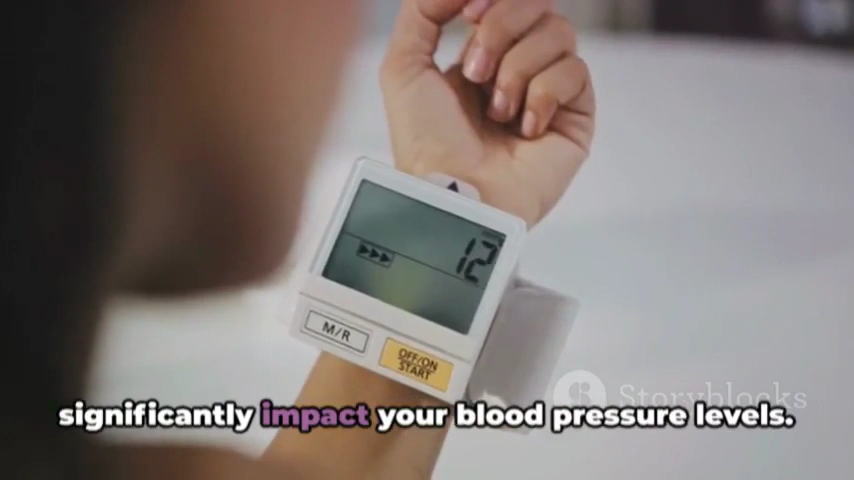 12
M/R
OFF/ON
START
Storyblocks
significantly impact your blood pressure levels.